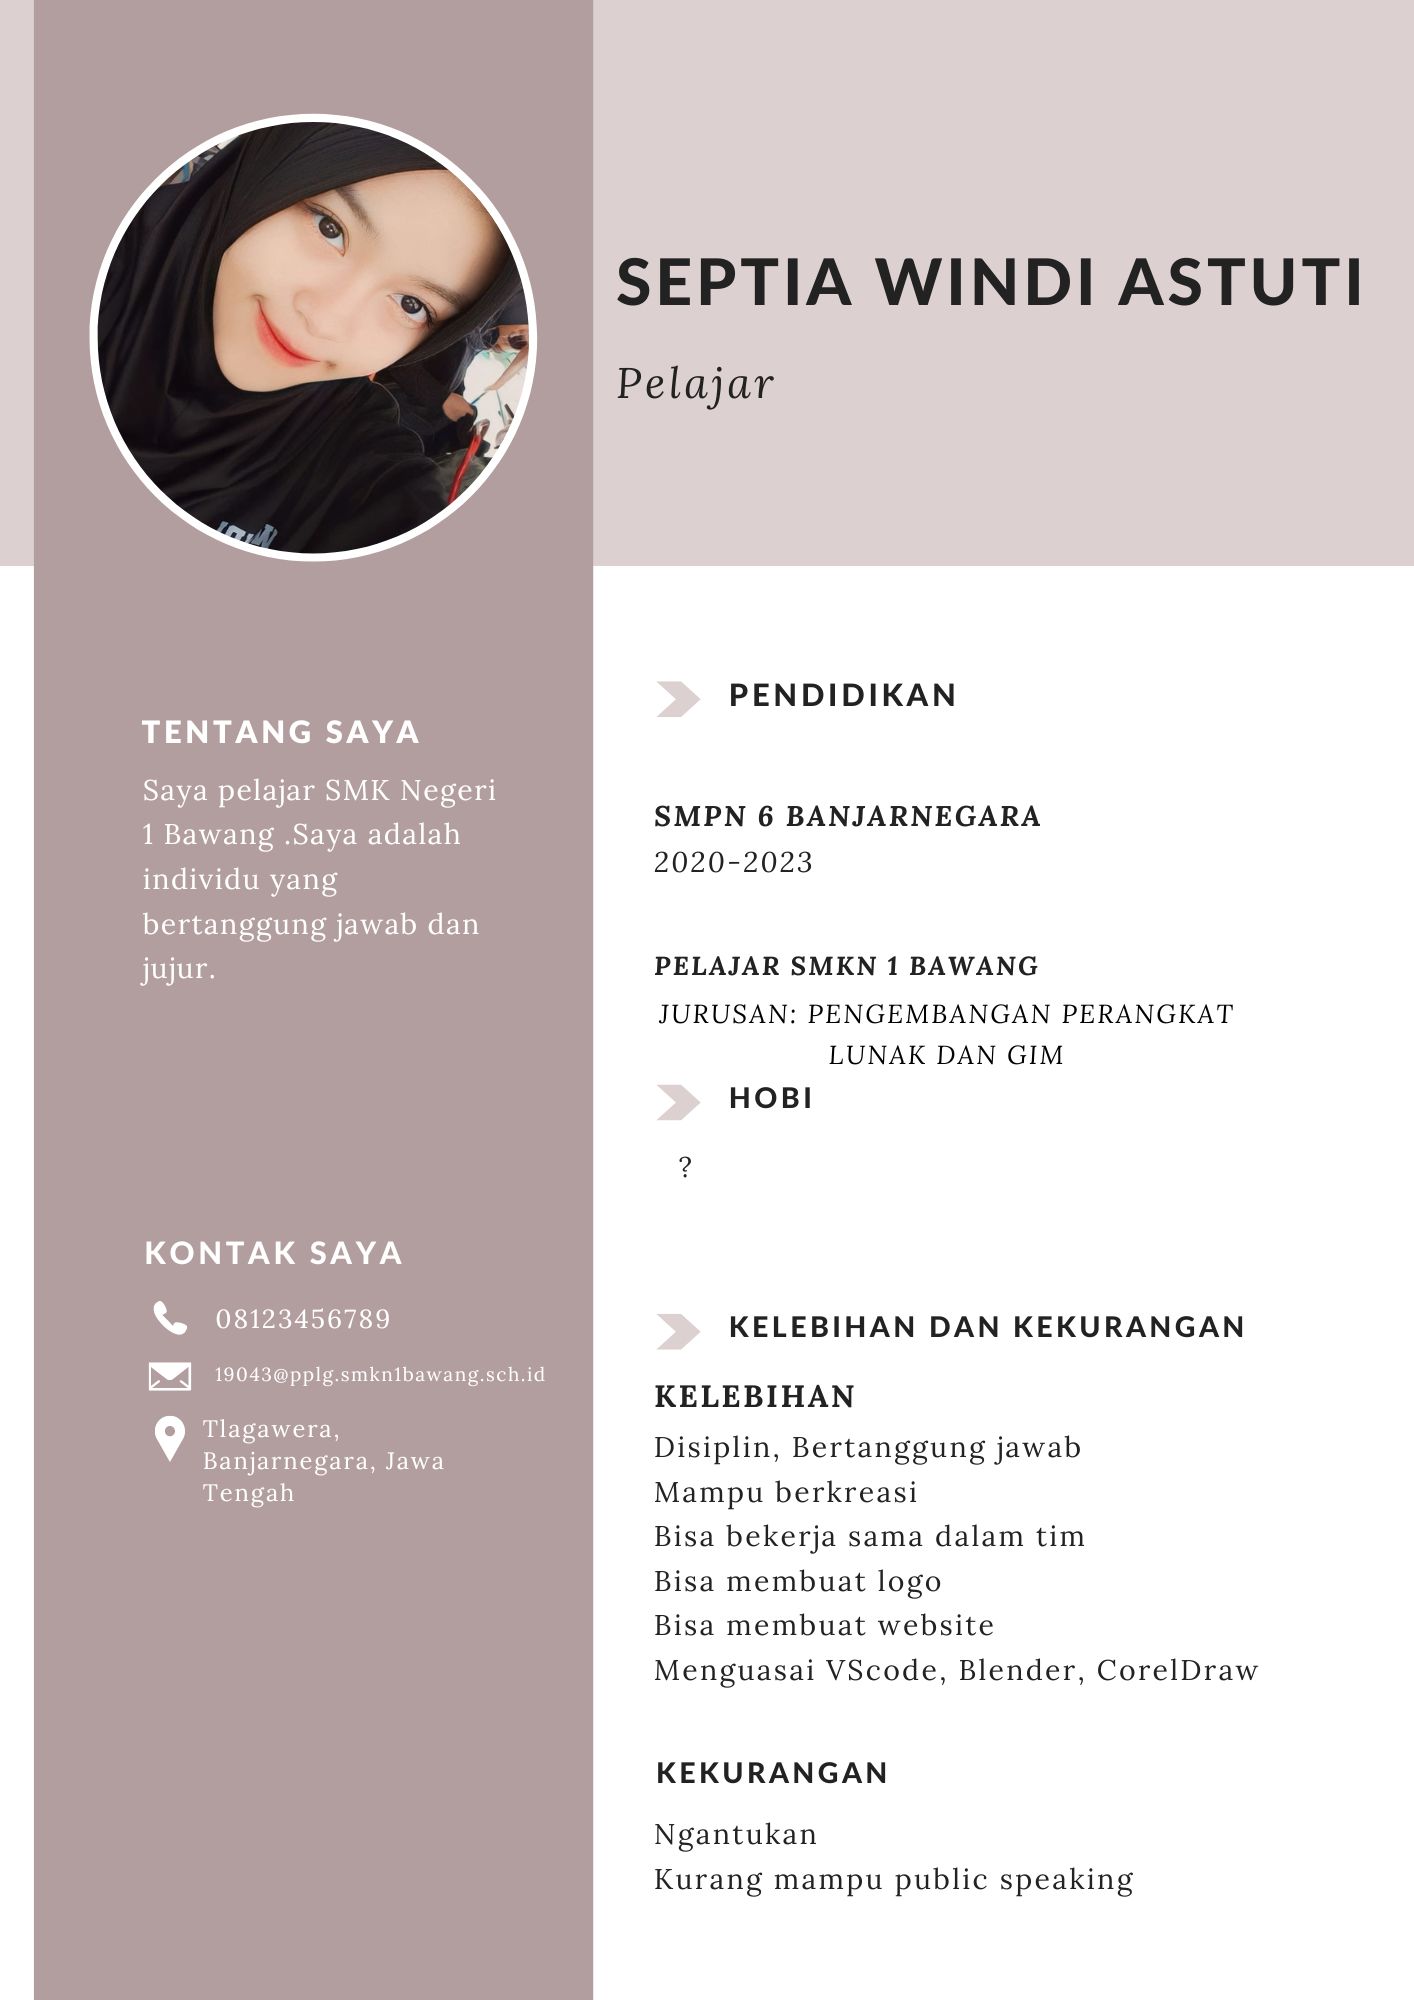 SEPTIA WINDI ASTUTI
Pelajar
TENTANG SAYA
Saya pelajar SMK Negeri
1 Bawang .Saya adalah
individu yang
bertanggung jawab dan
jujur.
KONTAK SAYA
08123456789
19043@pplg.smkn1bawang.sch.id
Tlagawera,
Banjarnegara, Jawa
Tengah
PENDIDIKAN
SMPN 6 BANJARNEGARA
2020-2023
PELAJAR SMKN 1 BAWANG
JURUSAN: PENGEMBANGAN PERANGKAT
LUNAK DAN GIM
HOBI
?
KELEBIHAN DAN KEKURANGAN
KELEBIHAN
Disiplin, Bertanggung jawab
Mampu berkreasi
Bisa bekerja sama dalam tim
Bisa membuat logo
Bisa membuat website
Menguasai VScode, Blender, CorelDraw
KEKURANGAN
Ngantukan
Kurang mampu public speaking